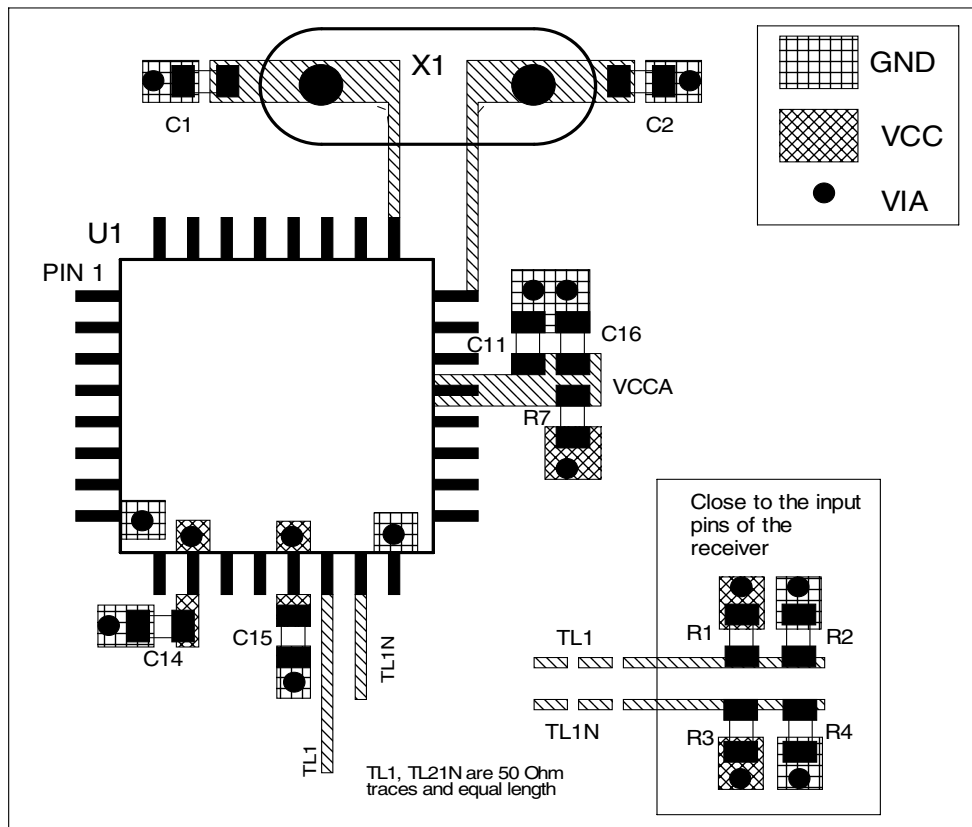 X1
C1
C2
GND
VCC
VIA
U1
PIN 1
C11
C16
VCCA
R7
Close to the input
pins of the
receiver
C14
C15
TL1
TL1N
TL1
TL1N
R1
R2
R3
R4
TL1, TL21N are 50 Ohm
traces and equal length